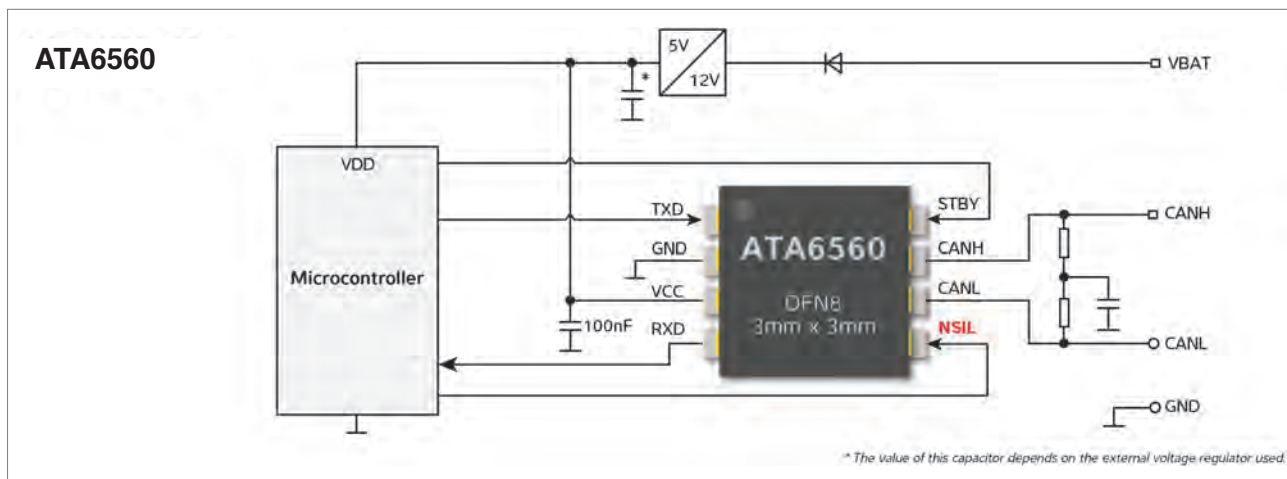 ATA6560
5V
12V
*
VBAT
VDD
TXD
STBY
CANH
GND
ATA6560
CANH
Microcontroller
VCC
DFN8
CANL
100nF
RXD
3mm x 3mm
NSIL
CANL
GND
* The value of this capacitor depends on the external voltage regulator used.